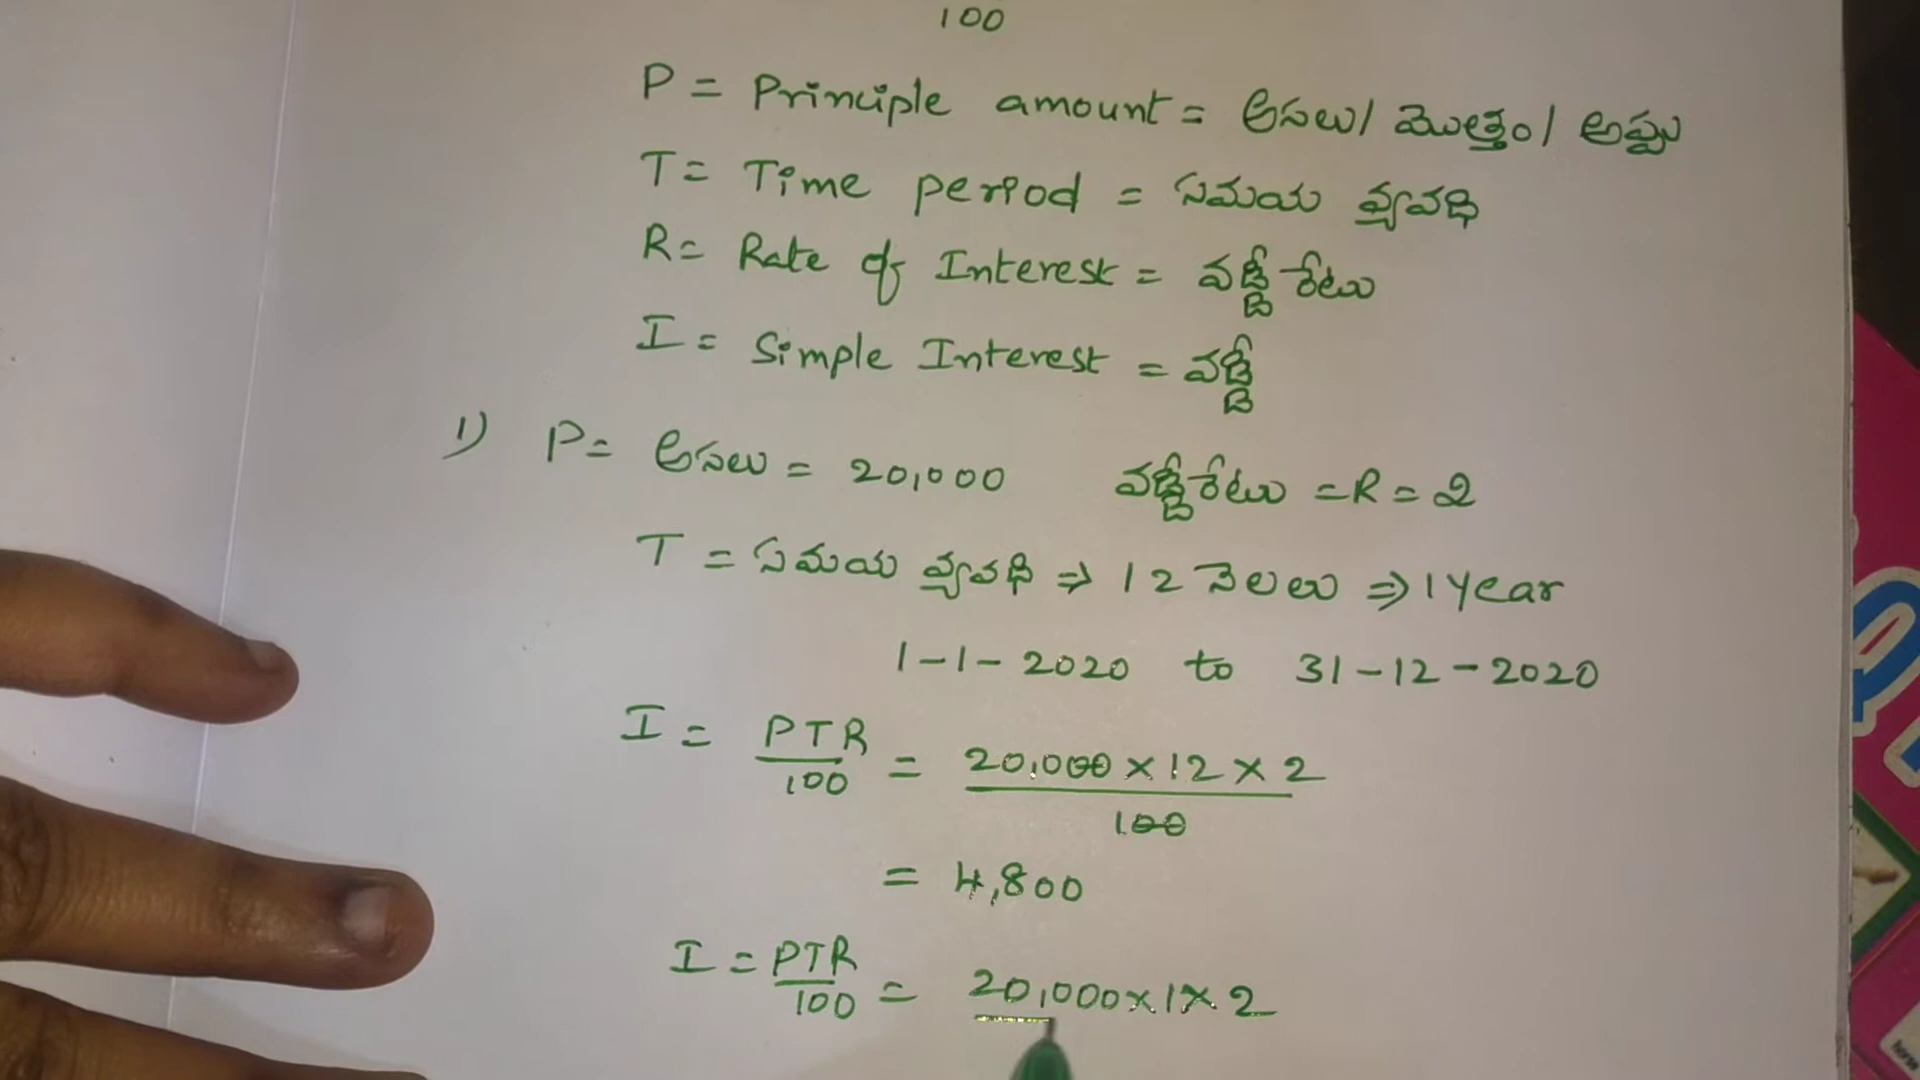 100
P = Principle amount = అసలు/ మొత్తం/ అప్పు
T = Time period = సమయ వ్యవధి
R = Rate of Interest = వడ్డీ రేటు
I = Simple Interest = వడ్డీ
1) P = అసలు = 20,000 వడ్డీరేటు = R = 2
T = సమయ వ్యవధి ⇒ 12 నెలలు ⇒ 1 year
1-1-2020 to 31-12-2020
I = PTR/100 = 20,000 × 12 × 2/100
= 4,800
I = PTR/100 = 20,000 × 1 × 2